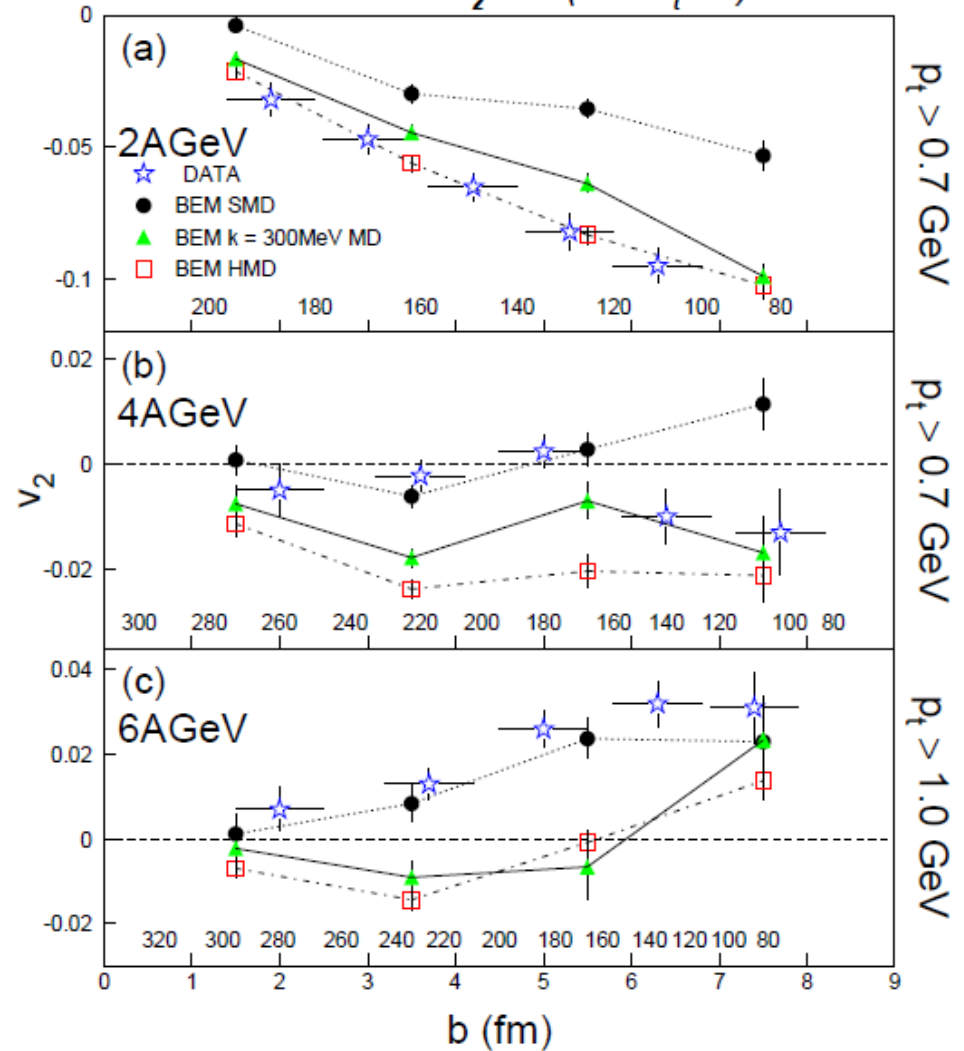 0
(a)
-0.05
2AGeV
DATA
BEM SMD
BEM k = 300MeV MD
BEM HMD
-0.1
200 180 160 140 120 100 80
p_t > 0.7 GeV
0.02
(b)
4AGeV
0
v_2
-0.02
300 280 260 240 220 200 180 160 140 120 100 80
p_t > 0.7 GeV
0.04
(c)
6AGeV
0.02
0
-0.02
320 300 280 260 240 220 200 180 160 140 120 100 80
p_t > 1.0 GeV
0 1 2 3 4 5 6 7 8 9
b (fm)